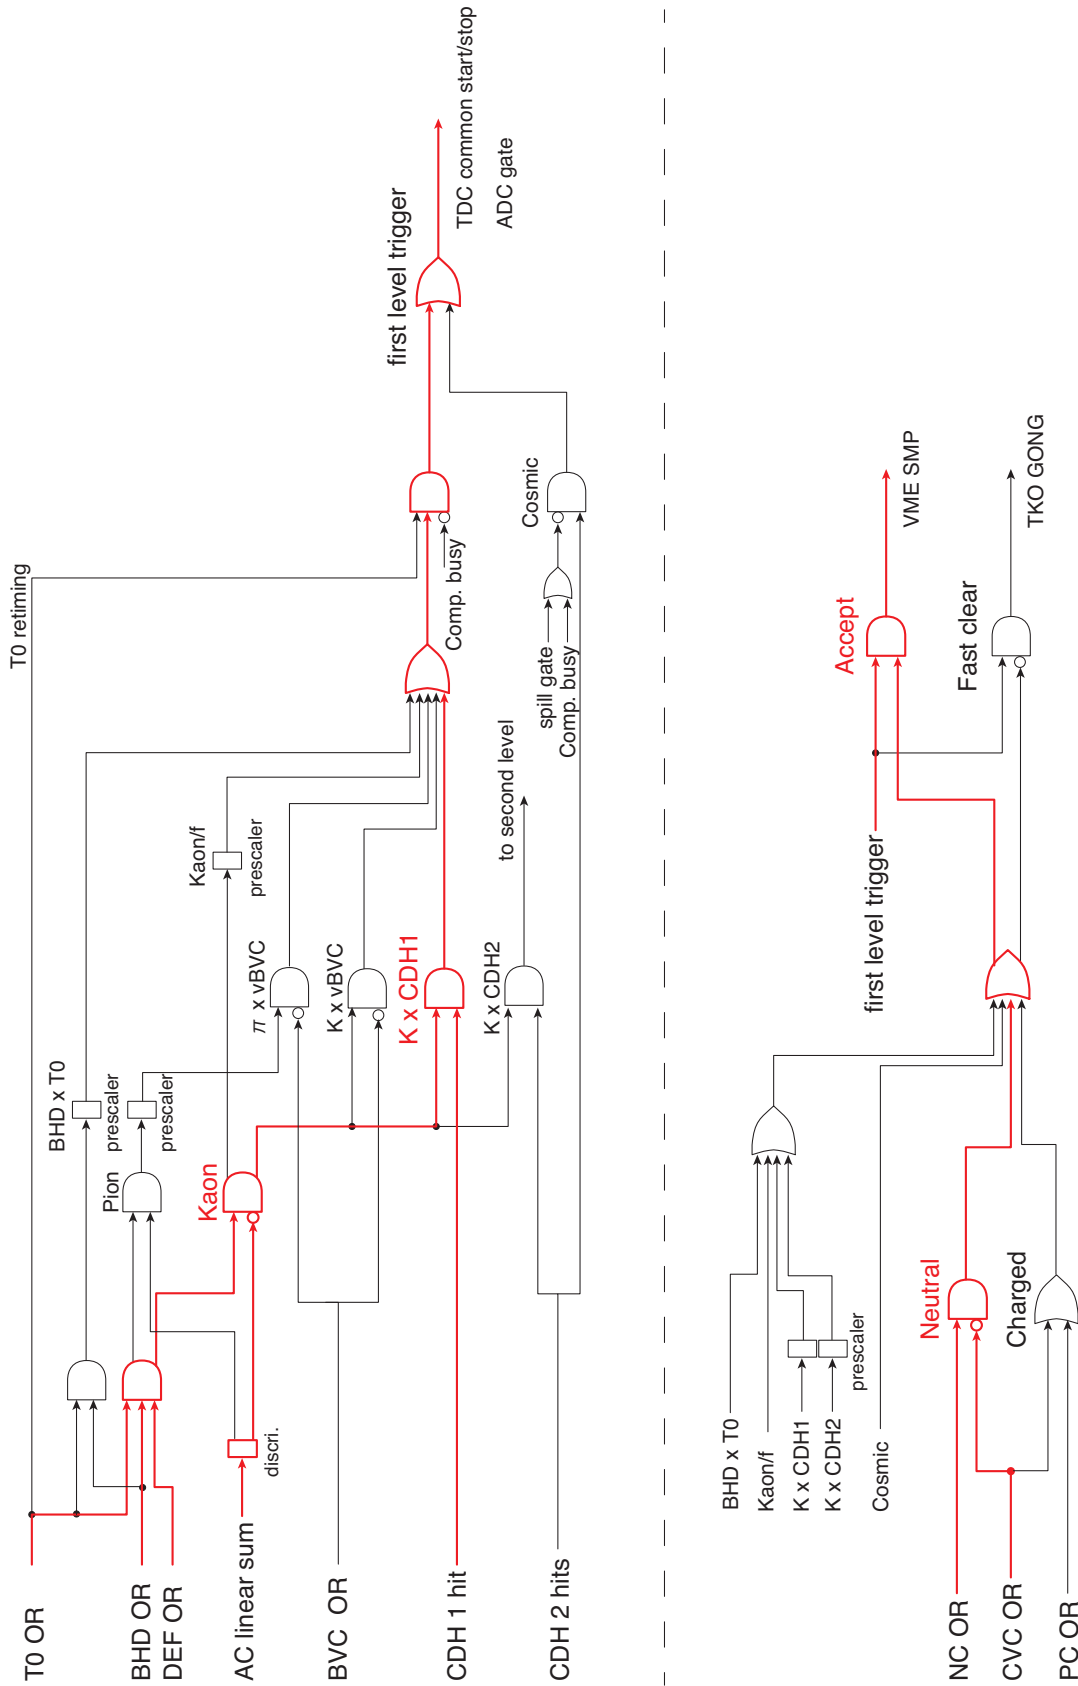 T0 OR
BHD OR
DEF OR
AC linear sum
BVC OR
CDH 1 hit
CDH 2 hits
discri.
BHD x T0
prescaler
Pion
prescaler
Kaon
Kaon/f
prescaler
π x vBVC
K x vBVC
K x CDH1
K x CDH2
to second level
T0 retiming
Comp. busy
spill gate
Comp. busy
Cosmic
first level trigger
TDC common start/stop
ADC gate
NC OR
CVC OR
PC OR
BHD x T0
Kaon/f
K x CDH1
K x CDH2
prescaler
Cosmic
Neutral
Charged
first level trigger
Accept
Fast clear
VME SMP
TKO GONG